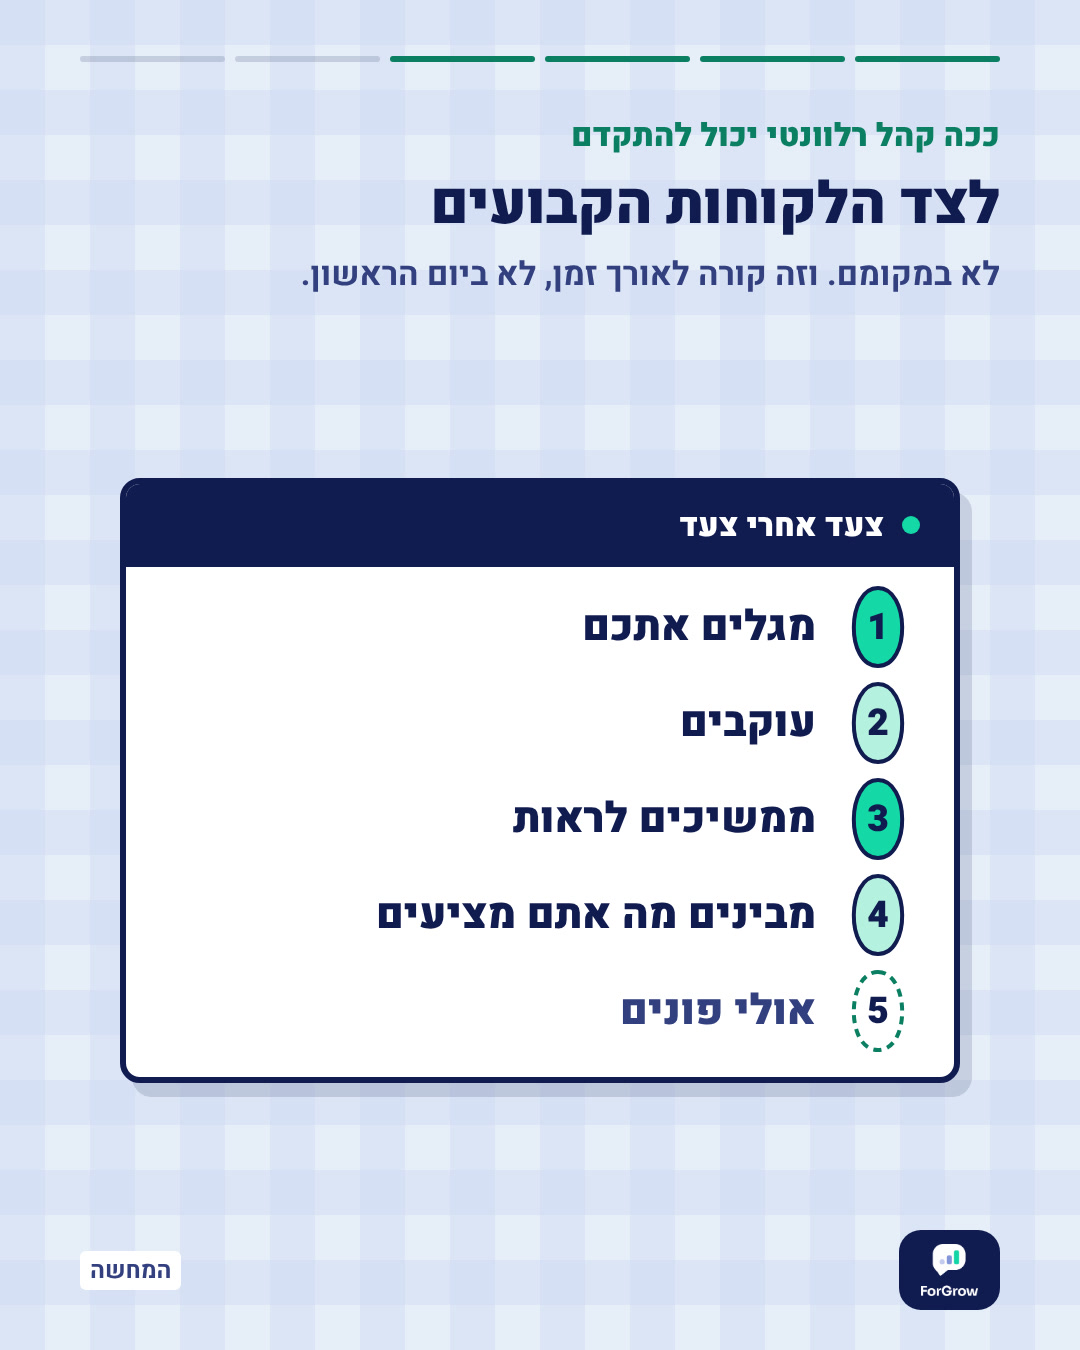 ככה קהל רלוונטי יכול להתקדם
לצד הלקוחות הקבועים
לא במקומם. וזה קורה לאורך זמן, לא ביום הראשון.
צעד אחרי צעד
1 מגלים אתכם
2 עוקבים
3 ממשיכים לראות
4 מבינים מה אתם מציעים
5 אולי פונים
המחשה
ForGrow